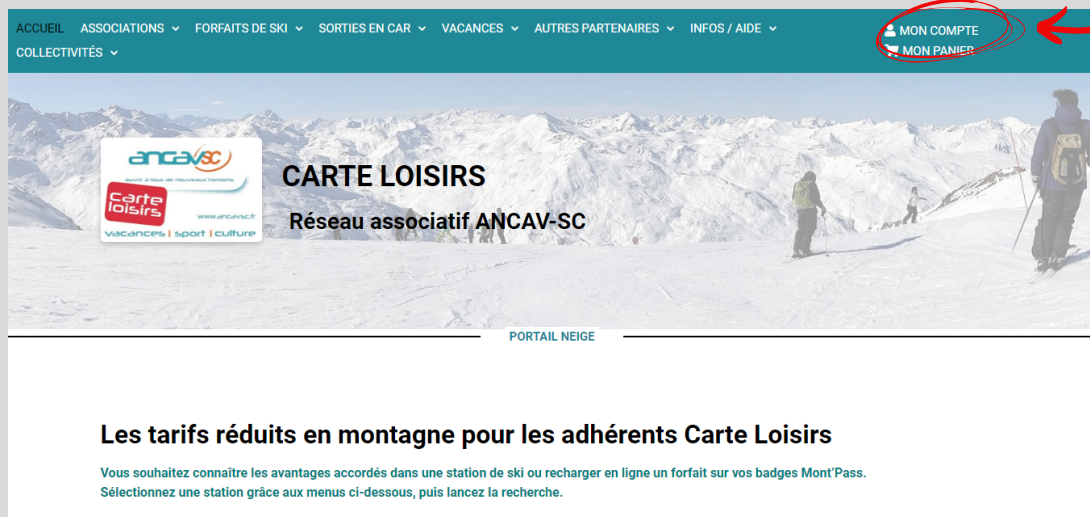 ACCUEIL ASSOCIATIONS FORFAITS DE SKI SORTIES EN CAR VACANCES AUTRES PARTENAIRES INFOS / AIDE
COLLECTIVITÉS
MON COMPTE
MON PANIER
ancavsc
ouvrir à tous de nouveaux horizons
Carte
loisirs
www.ancavsc.fr
vacances | sport | culture
CARTE LOISIRS
Réseau associatif ANCAV-SC
PORTAIL NEIGE
Les tarifs réduits en montagne pour les adhérents Carte Loisirs
Vous souhaitez connaître les avantages accordés dans une station de ski ou recharger en ligne un forfait sur vos badges Mont'Pass.
Sélectionnez une station grâce aux menus ci-dessous, puis lancez la recherche.